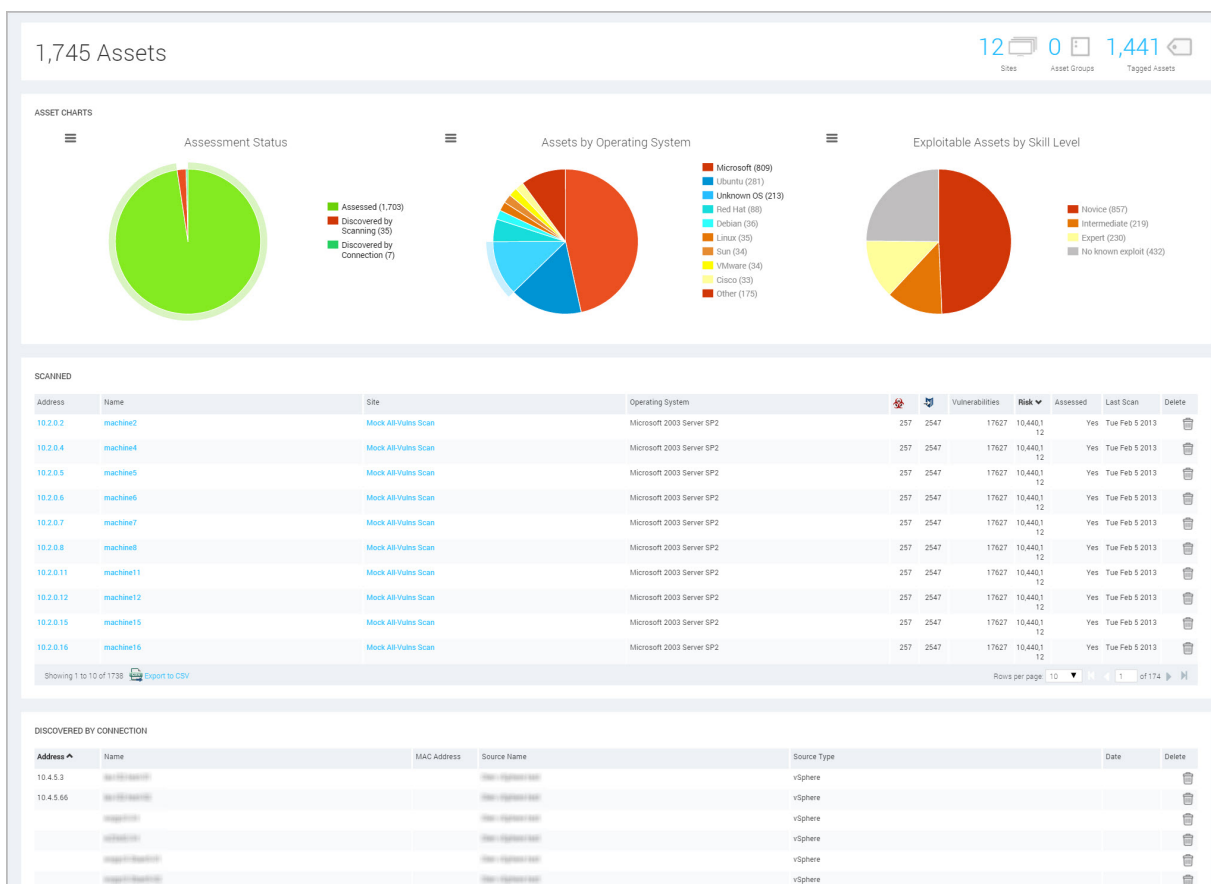 1,745 Assets
12 0 1,441
Sites Asset Groups Tagged Assets
ASSET CHARTS
Assessment Status
Assessed (1,703)
Discovered by
Scanning (35)
Discovered by
Connection (7)
Assets by Operating System
Microsoft (809)
Ubuntu (281)
Unknown OS (213)
Red Hat (88)
Debian (36)
Linux (35)
Sun (34)
VMware (34)
Cisco (33)
Other (175)
Exploitable Assets by Skill Level
Novice (857)
Intermediate (219)
Expert (230)
No known exploit (432)
SCANNED
Address Name Site Operating System Vulnerabilities Risk Assessed Last Scan Delete
10.2.0.2 machine2 Mock All-Vulns Scan Microsoft 2003 Server SP2 257 2547 17627 10,440,1 Yes Tue Feb 5 2013
12
10.2.0.4 machine4 Mock All-Vulns Scan Microsoft 2003 Server SP2 257 2547 17627 10,440,1 Yes Tue Feb 5 2013
12
10.2.0.5 machine5 Mock All-Vulns Scan Microsoft 2003 Server SP2 257 2547 17627 10,440,1 Yes Tue Feb 5 2013
12
10.2.0.6 machine6 Mock All-Vulns Scan Microsoft 2003 Server SP2 257 2547 17627 10,440,1 Yes Tue Feb 5 2013
12
10.2.0.7 machine7 Mock All-Vulns Scan Microsoft 2003 Server SP2 257 2547 17627 10,440,1 Yes Tue Feb 5 2013
12
10.2.0.8 machine8 Mock All-Vulns Scan Microsoft 2003 Server SP2 257 2547 17627 10,440,1 Yes Tue Feb 5 2013
12
10.2.0.11 machine11 Mock All-Vulns Scan Microsoft 2003 Server SP2 257 2547 17627 10,440,1 Yes Tue Feb 5 2013
12
10.2.0.12 machine12 Mock All-Vulns Scan Microsoft 2003 Server SP2 257 2547 17627 10,440,1 Yes Tue Feb 5 2013
12
10.2.0.15 machine15 Mock All-Vulns Scan Microsoft 2003 Server SP2 257 2547 17627 10,440,1 Yes Tue Feb 5 2013
12
10.2.0.16 machine16 Mock All-Vulns Scan Microsoft 2003 Server SP2 257 2547 17627 10,440,1 Yes Tue Feb 5 2013
12
Showing 1 to 10 of 1738 Export to CSV Rows per page: 10 1 of 174
DISCOVERED BY CONNECTION
Address Name MAC Address Source Name Source Type Date Delete
10.4.5.3 vSphere
10.4.5.66 vSphere
vSphere
vSphere
vSphere
vSphere